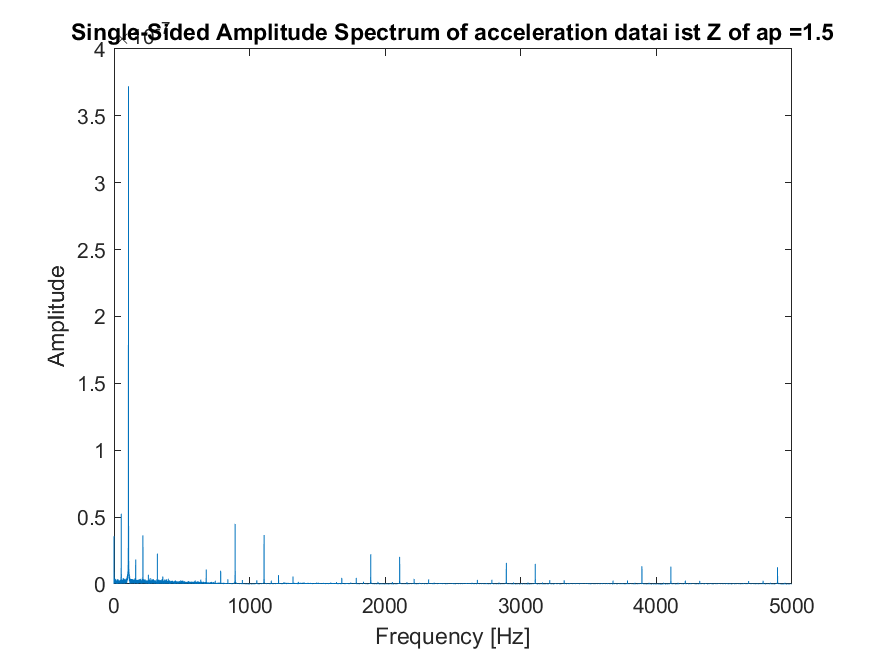 Single-Sided Amplitude Spectrum of acceleration datai ist Z of ap =1.5
4
3.5
3
2.5
2
1.5
1
0.5
0
Amplitude
0 1000 2000 3000 4000 5000
Frequency [Hz]